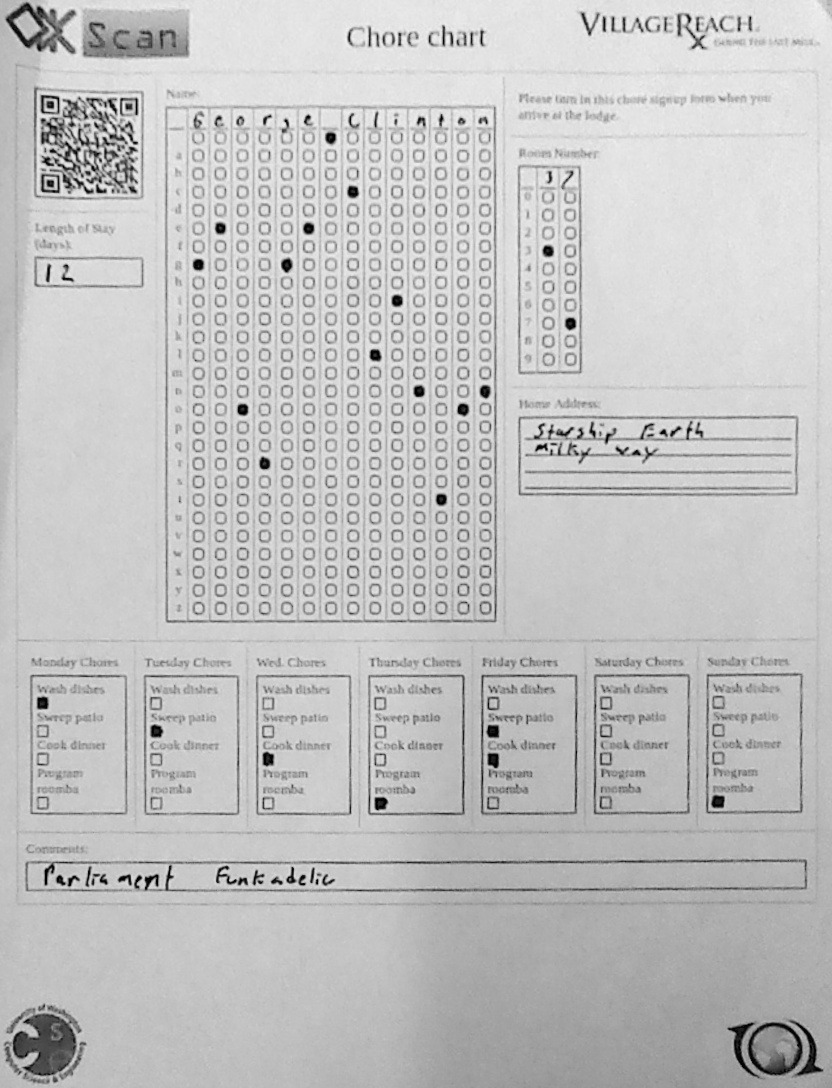 ODK Scan
Chore chart
VILLAGEREACH
Name:
G e o r g e _ C l i n t o n
a
b
c
d
e
f
g
h
i
j
k
l
m
n
o
p
q
r
s
t
u
v
w
x
y
z
Length of Stay
(days):
12
Please turn in this chore signup form when you
arrive at the lodge.
Room Number:
3 7
0
1
2
3
4
5
6
7
8
9
Home Address:
Starship Earth
Milky way
Monday Chores
Wash dishes
Sweep patio
Cook dinner
Program
roomba
Tuesday Chores
Wash dishes
Sweep patio
Cook dinner
Program
roomba
Wed. Chores
Wash dishes
Sweep patio
Cook dinner
Program
roomba
Thursday Chores
Wash dishes
Sweep patio
Cook dinner
Program
roomba
Friday Chores
Wash dishes
Sweep patio
Cook dinner
Program
roomba
Saturday Chores
Wash dishes
Sweep patio
Cook dinner
Program
roomba
Sunday Chores
Wash dishes
Sweep patio
Cook dinner
Program
roomba
Comments:
Parliament Funkadelic
University of Washington
Computer Science & Engineering